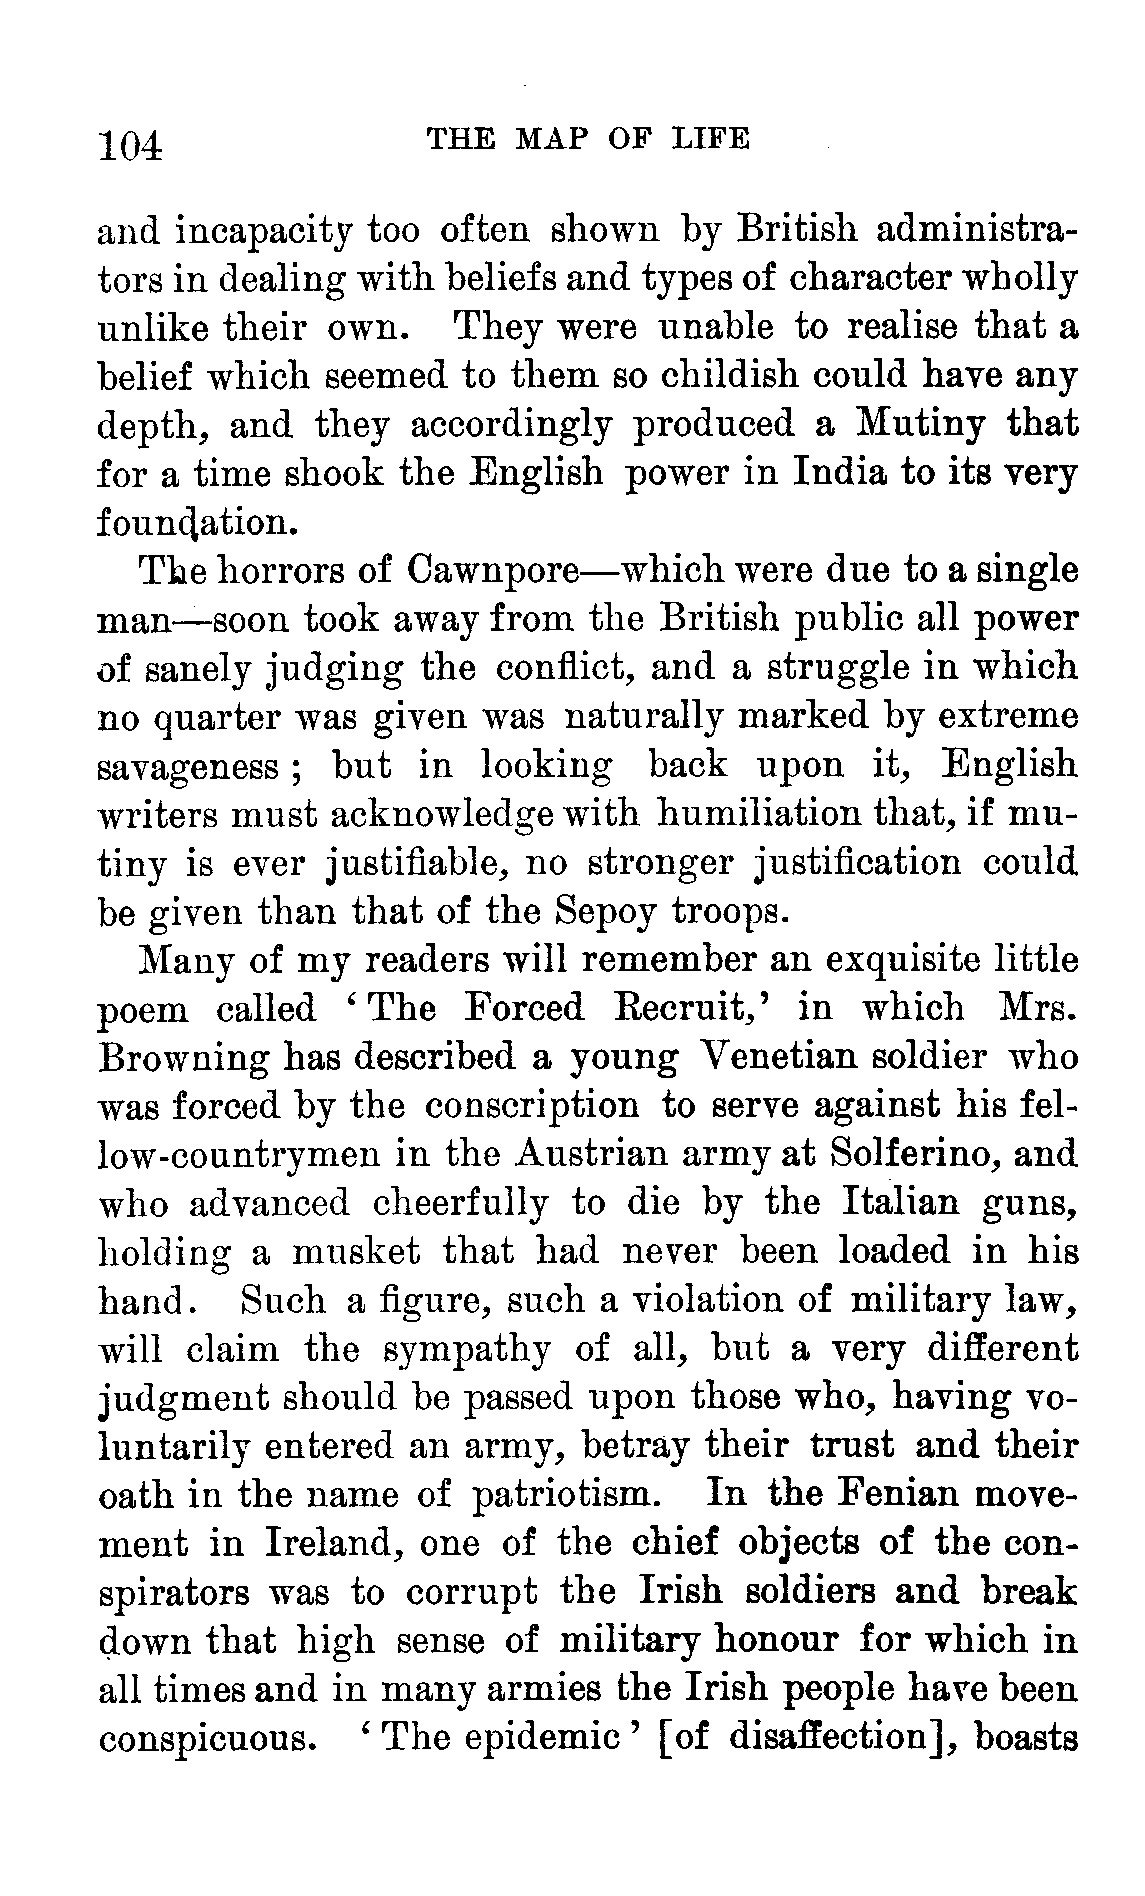 104 THE MAP OF LIFE
and incapacity too often shown by British administra-
tors in dealing with beliefs and types of character wholly
unlike their own. They were unable to realise that a
belief which seemed to them so childish could have any
depth, and they accordingly produced a Mutiny that
for a time shook the English power in India to its very
foundation.
The horrors of Cawnpore—which were due to a single
man—soon took away from the British public all power
of sanely judging the conflict, and a struggle in which
no quarter was given was naturally marked by extreme
savageness ; but in looking back upon it, English
writers must acknowledge with humiliation that, if mu-
tiny is ever justifiable, no stronger justification could
be given than that of the Sepoy troops.
Many of my readers will remember an exquisite little
poem called ‘ The Forced Recruit,’ in which Mrs.
Browning has described a young Venetian soldier who
was forced by the conscription to serve against his fel-
low-countrymen in the Austrian army at Solferino, and
who advanced cheerfully to die by the Italian guns,
holding a musket that had never been loaded in his
hand. Such a figure, such a violation of military law,
will claim the sympathy of all, but a very different
judgment should be passed upon those who, having vo-
luntarily entered an army, betray their trust and their
oath in the name of patriotism. In the Fenian move-
ment in Ireland, one of the chief objects of the con-
spirators was to corrupt the Irish soldiers and break
down that high sense of military honour for which in
all times and in many armies the Irish people have been
conspicuous. ‘ The epidemic ’ [of disaffection], boasts